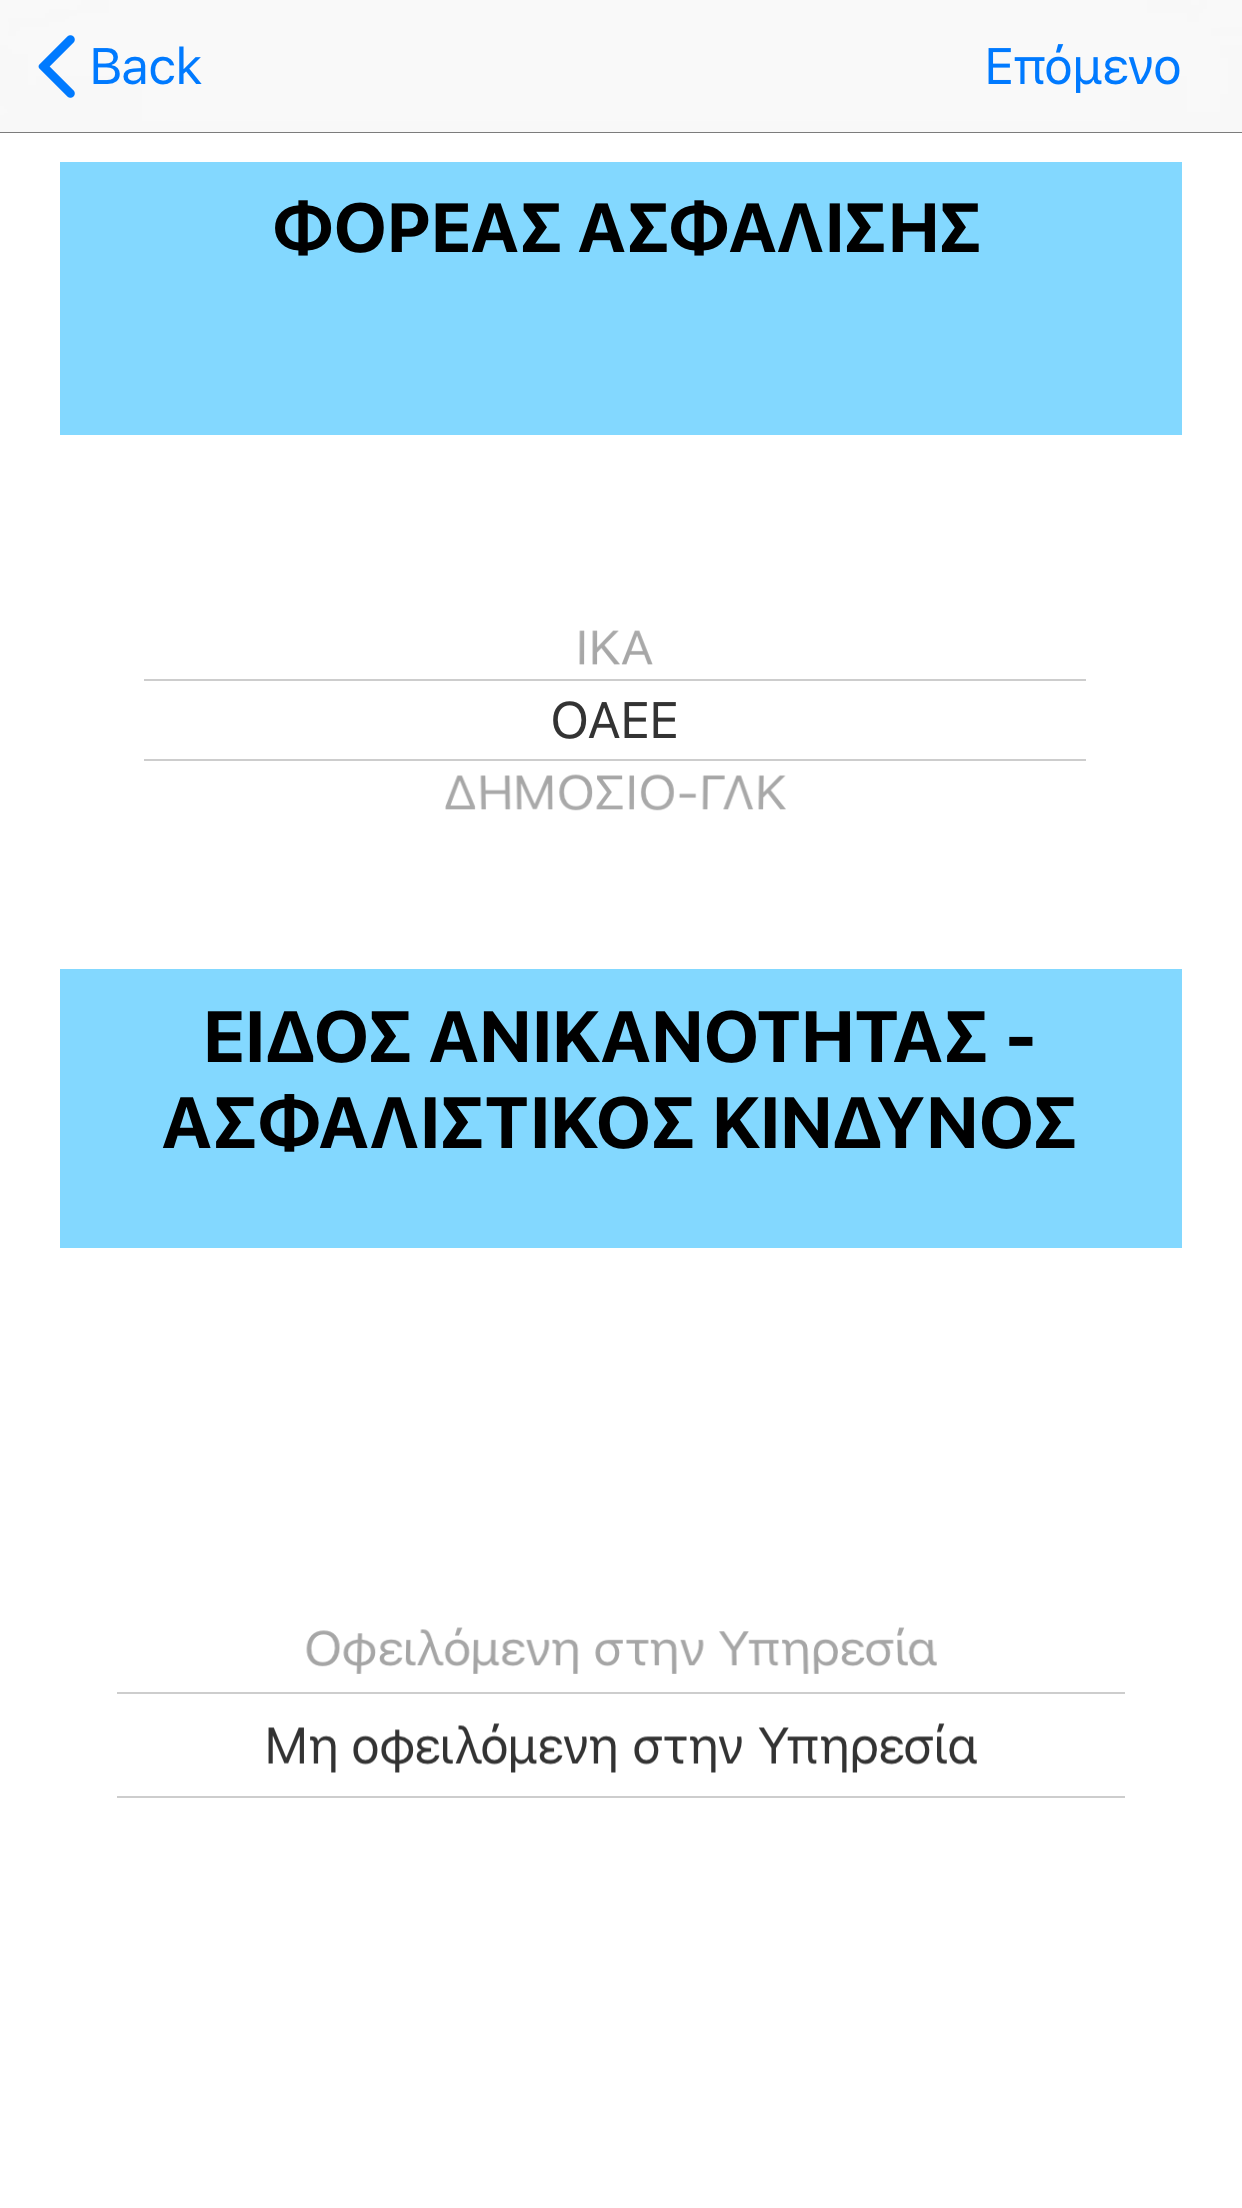 Back
Επόμενο
ΦΟΡΕΑΣ ΑΣΦΑΛΙΣΗΣ
ΙΚΑ
ΟΑΕΕ
ΔΗΜΟΣΙΟ-ΓΛΚ
ΕΙΔΟΣ ΑΝΙΚΑΝΟΤΗΤΑΣ -
ΑΣΦΑΛΙΣΤΙΚΟΣ ΚΙΝΔΥΝΟΣ
Οφειλόμενη στην Υπηρεσία
Μη οφειλόμενη στην Υπηρεσία